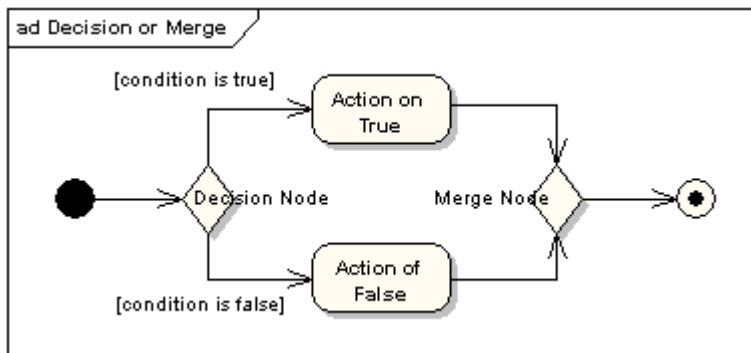 ad Decision or Merge
[condition is true]
Action on
True
Decision Node
Merge Node
Action of
False
[condition is false]